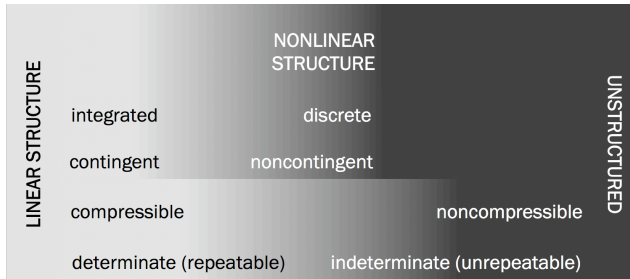 NONLINEAR
STRUCTURE
LINEAR STRUCTURE
UNSTRUCTURED
integrated discrete
contingent noncontingent
compressible noncompressible
determinate (repeatable) indeterminate (unrepeatable)